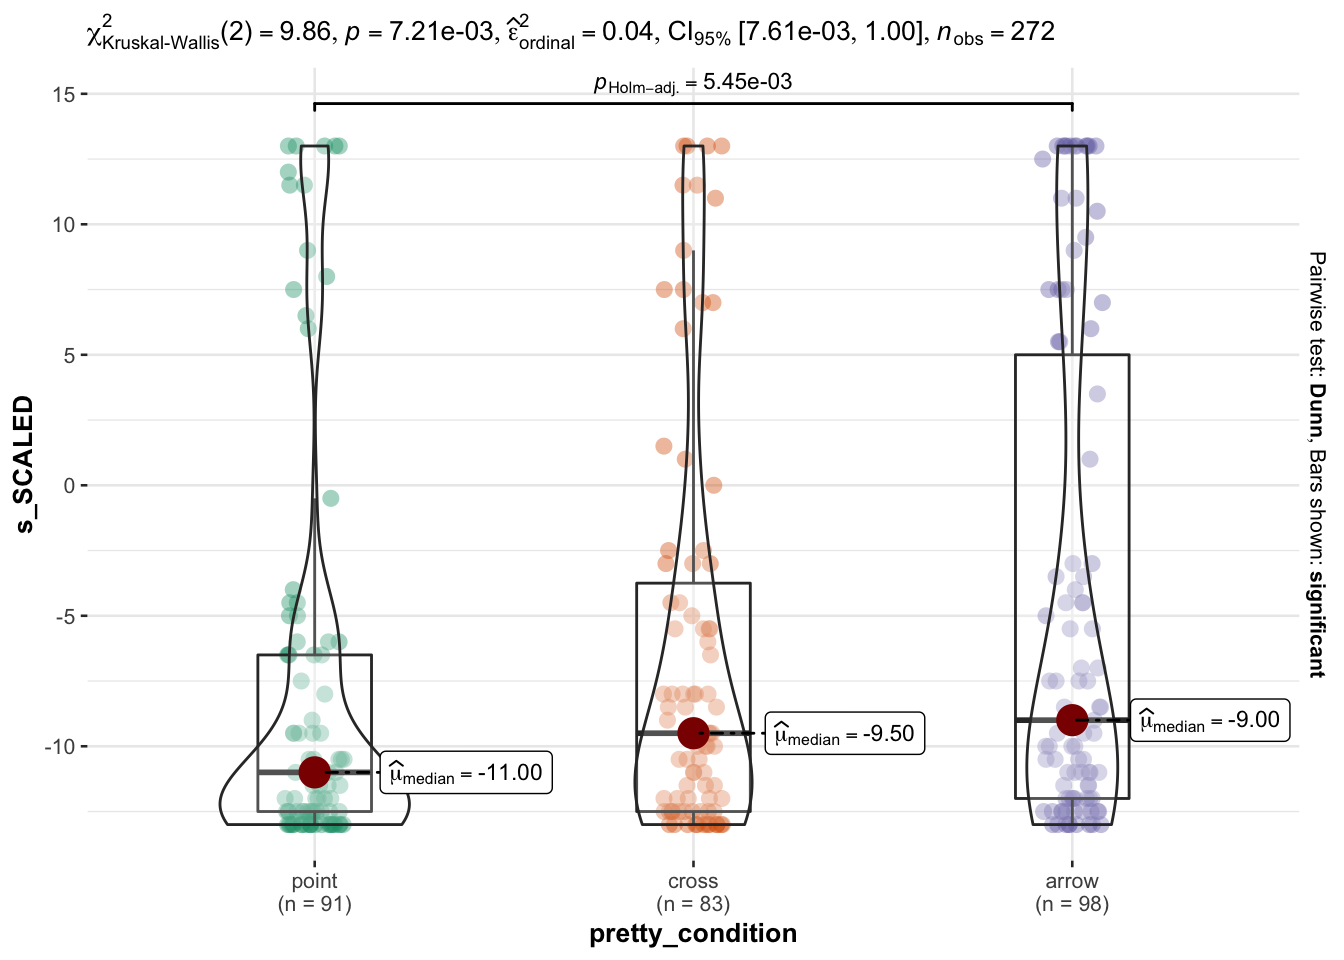 χ²Kruskal-Wallis(2) = 9.86, p = 7.21e-03, ε̂²ordinal = 0.04, CI95% [7.61e-03, 1.00], nobs = 272
pHolm−adj. = 5.45e-03
15
10
5
0
-5
-10
s_SCALED
μ̂median = -11.00
μ̂median = -9.50
μ̂median = -9.00
point
(n = 91)
cross
(n = 83)
arrow
(n = 98)
pretty_condition
Pairwise test: Dunn, Bars shown: significant